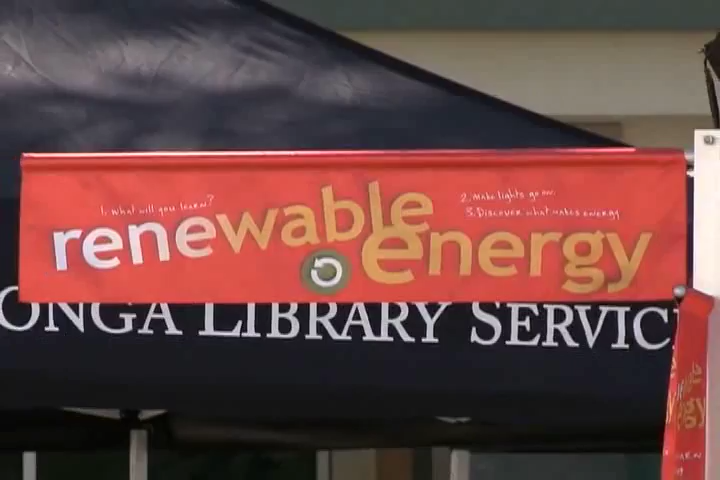 1. What will you learn?
2. Make lights go on.
3. Discover what makes energy
renewable
energy
ONGA LIBRARY SERVIC
energy